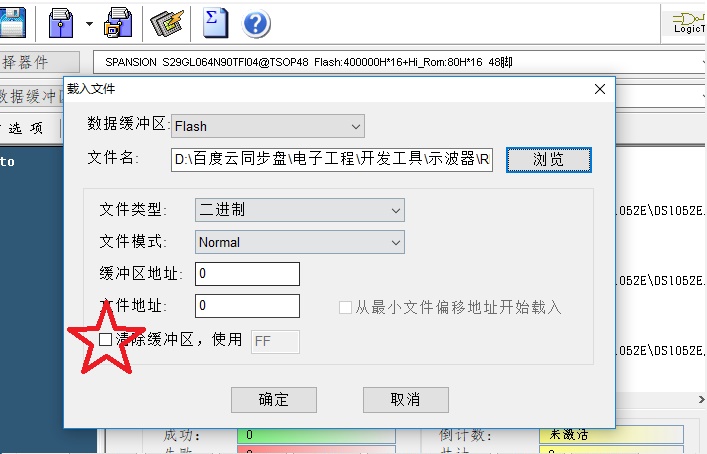 LogicT
择器件
SPANSION S29GL064N90TFI04@TSOP48 Flash:400000H*16+Hi_Rom:80H*16 48脚
数据缓冲
选项
to
载入文件
数据缓冲区: Flash
文件名: D:\百度云同步盘\电子工程\开发工具\示波器\R 浏览
文件类型: 二进制
文件模式: Normal
缓冲区地址: 0
文件地址: 0 从最小文件偏移地址开始载入
清除缓冲区，使用 FF
确定 取消
1052E\DS1052E.
1052E\DS1052E.
1052E\DS1052E.
成功: 0 倒计数: 未激活